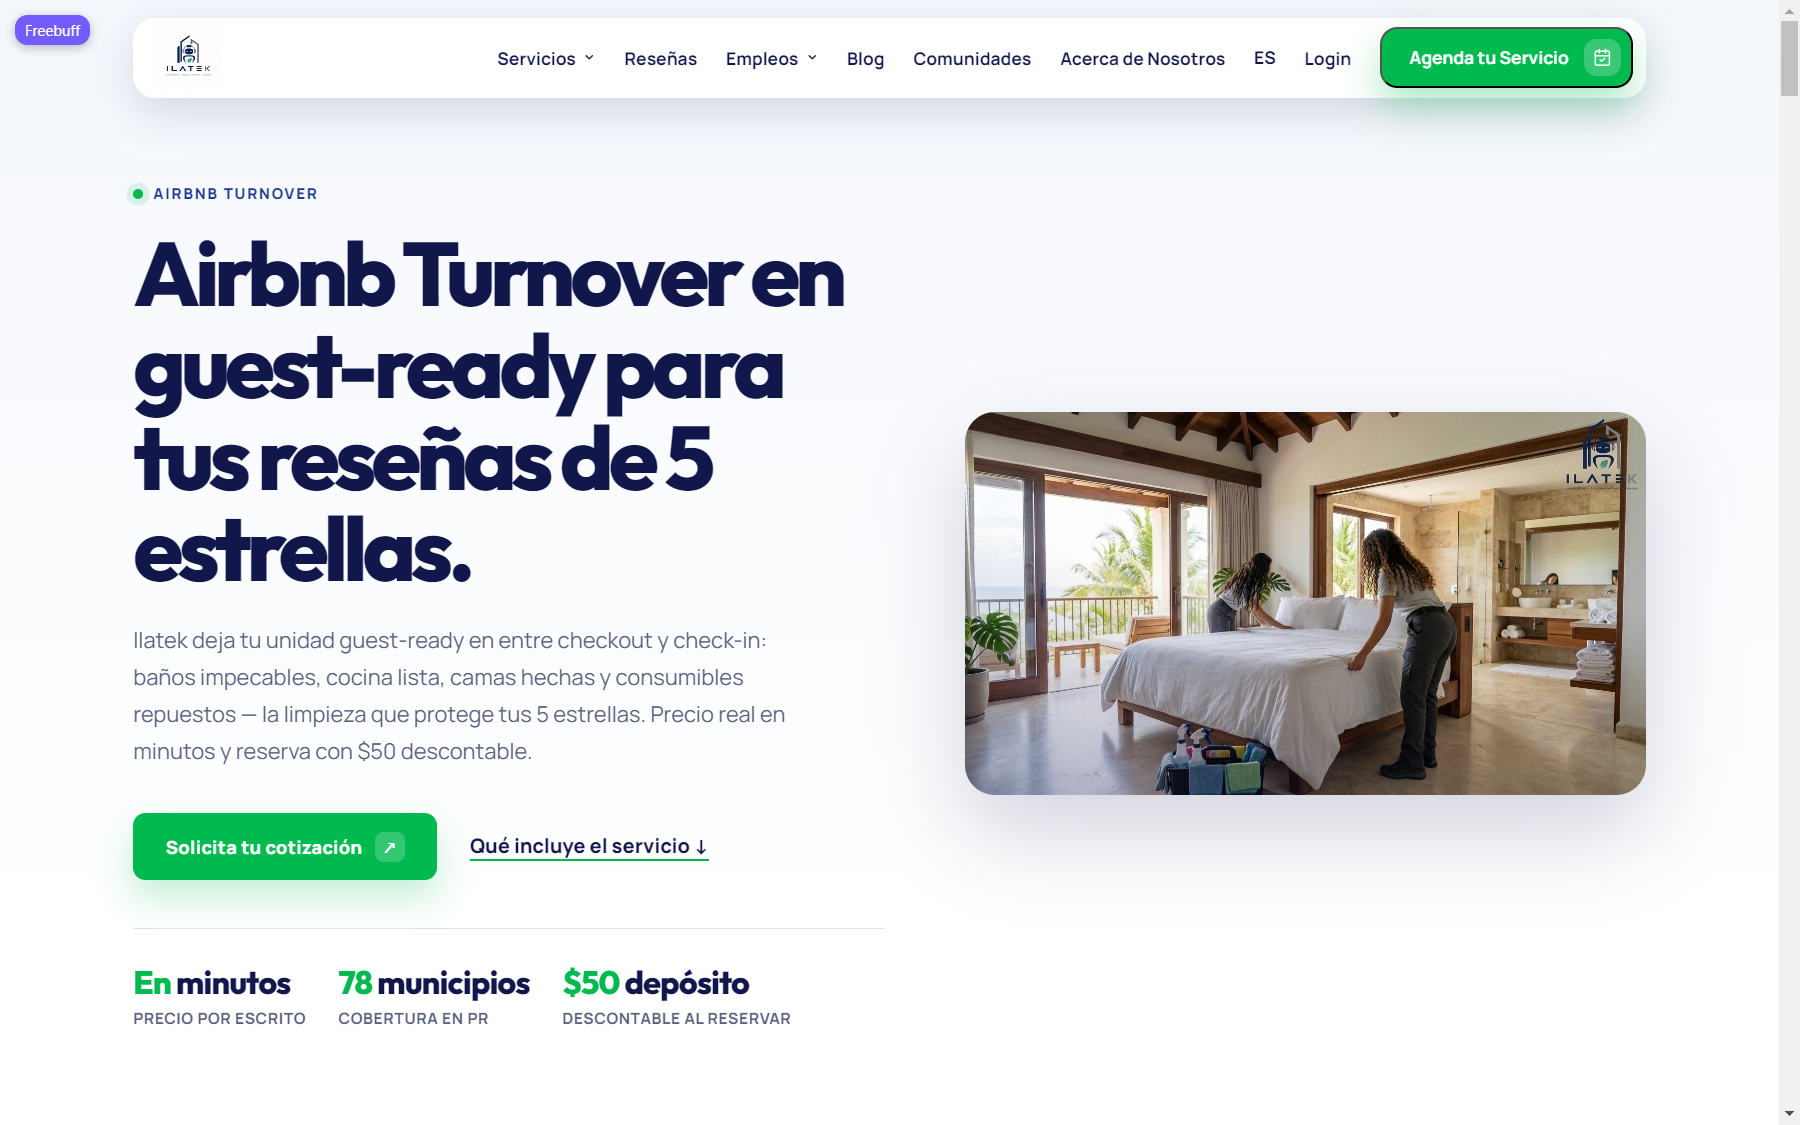 Freebuff
ILATEK
Servicios
Reseñas
Empleos
Blog
Comunidades
Acerca de Nosotros
ES
Login
Agenda tu Servicio
AIRBNB TURNOVER
Airbnb Turnover en
guest-ready para
tus reseñas de 5
estrellas.
Ilatek deja tu unidad guest-ready en entre checkout y check-in:
baños impecables, cocina lista, camas hechas y consumibles
repuestos — la limpieza que protege tus 5 estrellas. Precio real en
minutos y reserva con $50 descontable.
Solicita tu cotización ↗
Qué incluye el servicio ↓
ILATEK
En minutos
PRECIO POR ESCRITO
78 municipios
COBERTURA EN PR
$50 depósito
DESCONTABLE AL RESERVAR